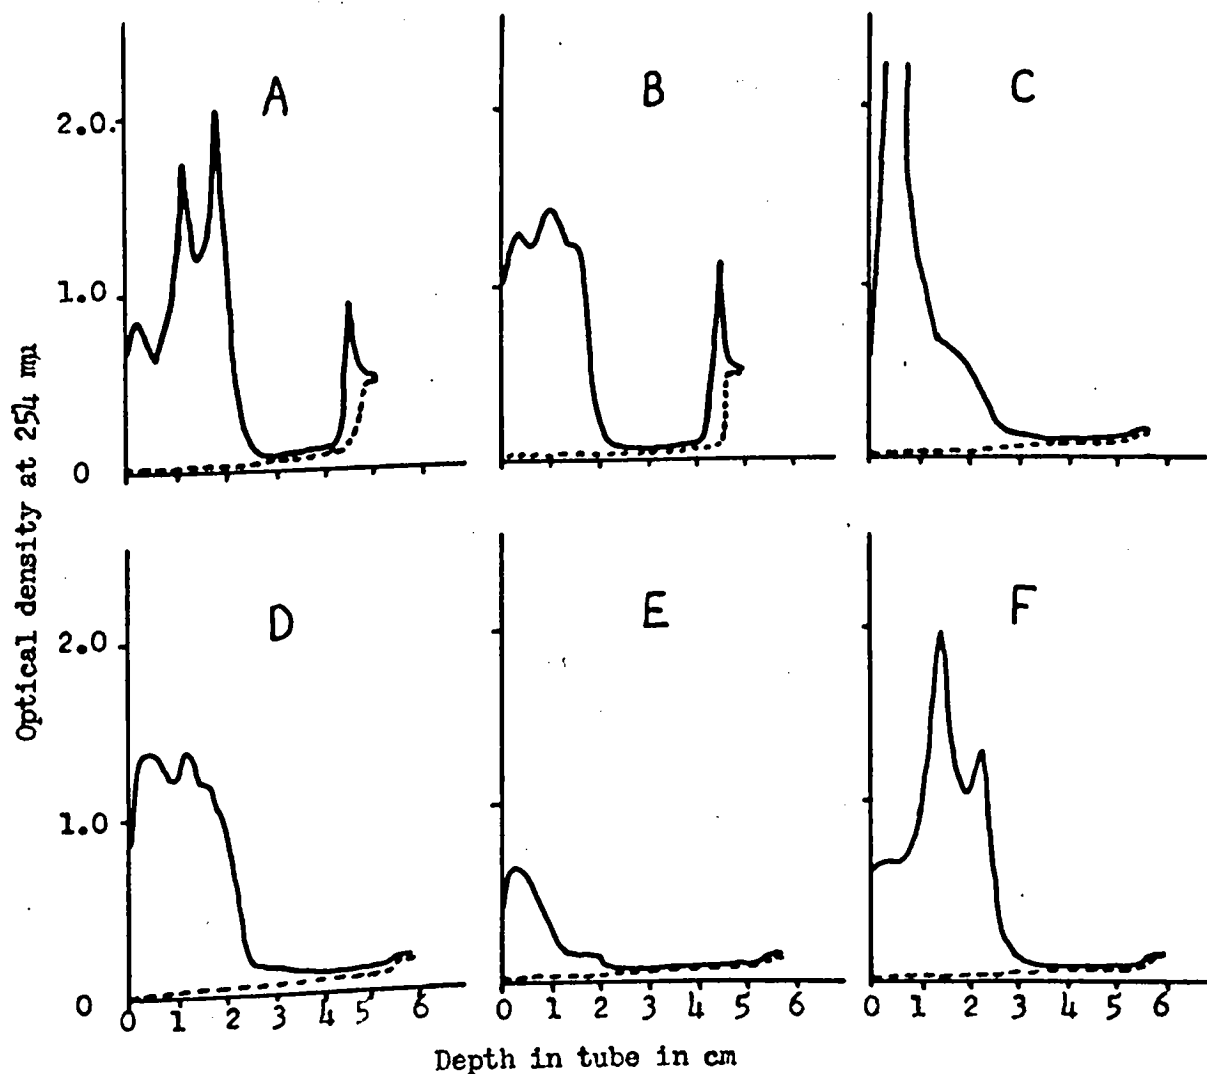 A B C
2.0.
1.0
0
D E F
2.0
1.0
0
0 1 2 3 4 5 6 0 1 2 3 4 5 6 0 1 2 3 4 5 6
Optical density at 254 mμ
Depth in tube in cm